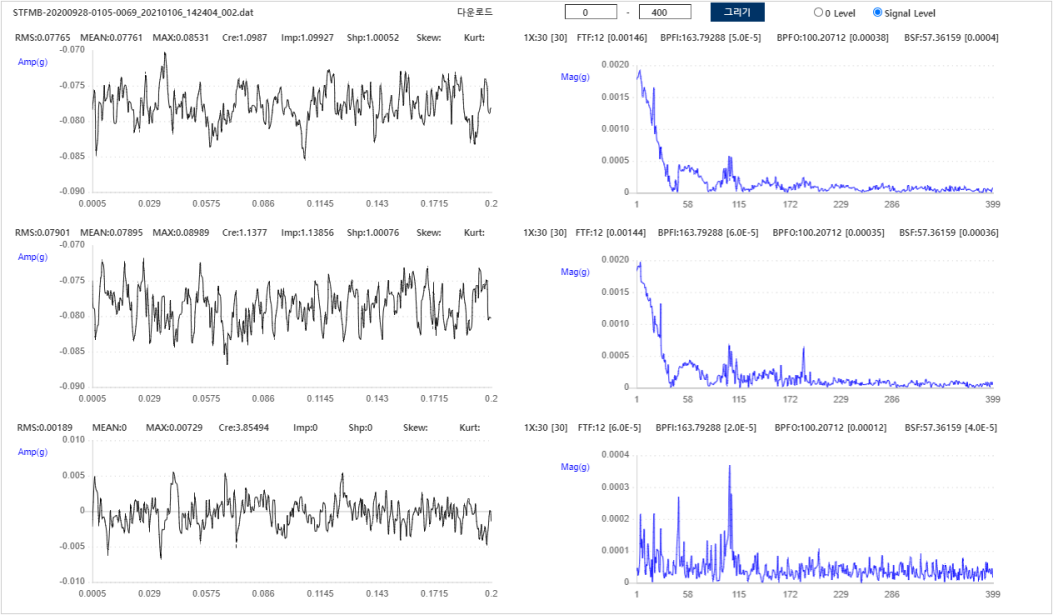 STFMB-20200928-0105-0069_20210106_142404_002.dat 다운로드 0 - 400 그리기 0 Level Signal Level
RMS:0.07765 MEAN:0.07761 MAX:0.08531 Cre:1.0987 Imp:1.09927 Shp:1.00052 Skew: Kurt:
1X:30 [30] FTF:12 [0.00146] BPFI:163.79288 [5.0E-5] BPFO:100.20712 [0.00038] BSF:57.36159 [0.0004]
Amp(g)
-0.070
-0.075
-0.080
-0.085
-0.090
0.0005 0.029 0.0575 0.086 0.1145 0.143 0.1715 0.2
Mag(g)
0.0020
0.0015
0.0010
0.0005
0
1 58 115 172 229 286 399
RMS:0.07901 MEAN:0.07895 MAX:0.08989 Cre:1.1377 Imp:1.13856 Shp:1.00076 Skew: Kurt:
1X:30 [30] FTF:12 [0.00144] BPFI:163.79288 [6.0E-5] BPFO:100.20712 [0.00035] BSF:57.36159 [0.00036]
Amp(g)
-0.070
-0.075
-0.080
-0.085
-0.090
0.0005 0.029 0.0575 0.086 0.1145 0.143 0.1715 0.2
Mag(g)
0.0020
0.0015
0.0010
0.0005
0
1 58 115 172 229 286 399
RMS:0.00189 MEAN:0 MAX:0.00729 Cre:3.85494 Imp:0 Shp:0 Skew: Kurt:
1X:30 [30] FTF:12 [6.0E-5] BPFI:163.79288 [2.0E-5] BPFO:100.20712 [0.00012] BSF:57.36159 [4.0E-5]
Amp(g)
0.010
0.005
0
-0.005
-0.010
0.0005 0.029 0.0575 0.086 0.1145 0.143 0.1715 0.2
Mag(g)
0.0004
0.0003
0.0002
0.0001
0
1 58 115 172 229 286 399